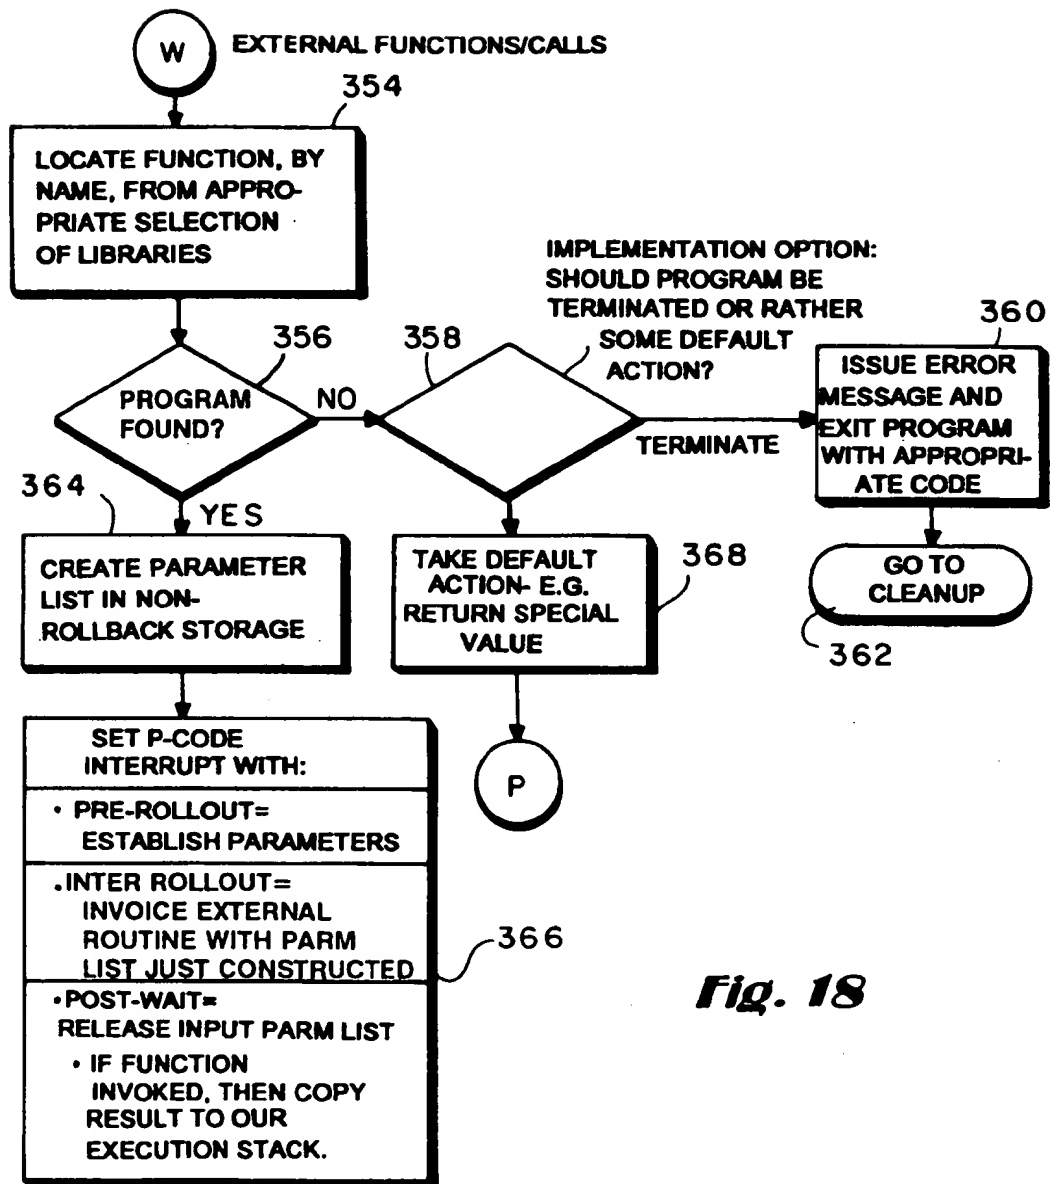 W
EXTERNAL FUNCTIONS/CALLS
354
LOCATE FUNCTION, BY
NAME, FROM APPRO-
PRIATE SELECTION
OF LIBRARIES
IMPLEMENTATION OPTION:
SHOULD PROGRAM BE
TERMINATED OR RATHER
SOME DEFAULT
ACTION?
356
PROGRAM
FOUND?
NO
358
TERMINATE
360
ISSUE ERROR
MESSAGE AND
EXIT PROGRAM
WITH APPROPRI-
ATE CODE
GO TO
CLEANUP
362
364
YES
CREATE PARAMETER
LIST IN NON-
ROLLBACK STORAGE
TAKE DEFAULT
ACTION- E.G.
RETURN SPECIAL
VALUE
368
P
SET P-CODE
INTERRUPT WITH:
• PRE-ROLLOUT=
ESTABLISH PARAMETERS
.INTER ROLLOUT=
INVOICE EXTERNAL
ROUTINE WITH PARM
LIST JUST CONSTRUCTED
366
•POST-WAIT=
RELEASE INPUT PARM LIST
• IF FUNCTION
INVOKED, THEN COPY
RESULT TO OUR
EXECUTION STACK.
Fig. 18